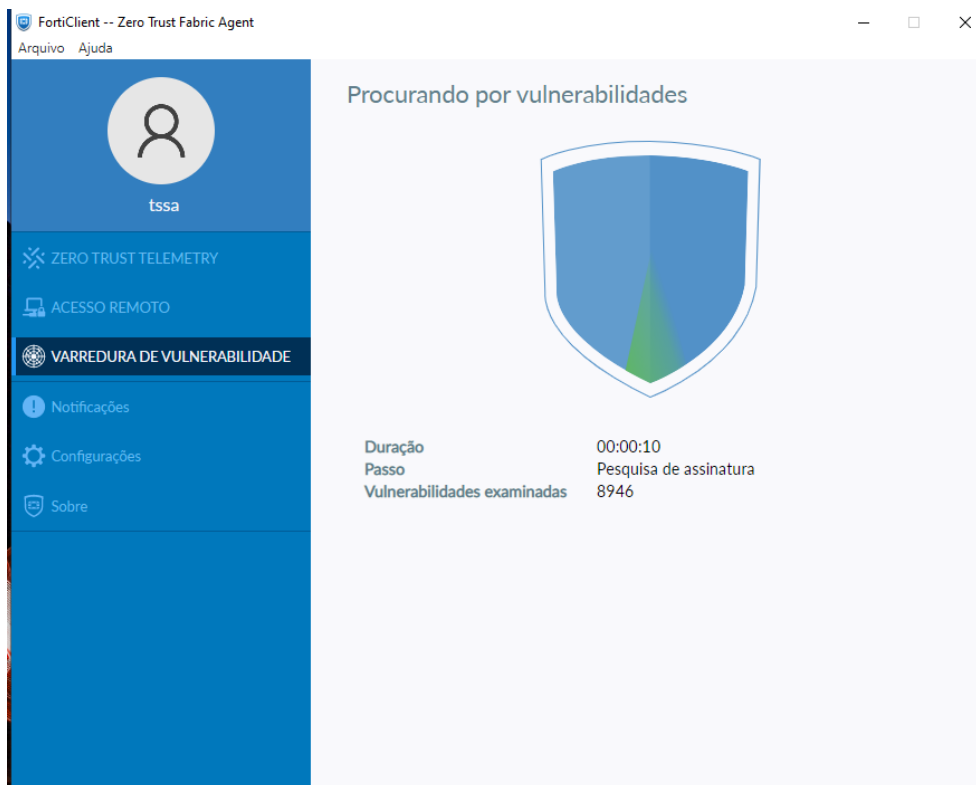 FortiClient -- Zero Trust Fabric Agent
Arquivo Ajuda
tssa
ZERO TRUST TELEMETRY
ACESSO REMOTO
VARREDURA DE VULNERABILIDADE
Notificações
Configurações
Sobre
Procurando por vulnerabilidades
Duração 00:00:10
Passo Pesquisa de assinatura
Vulnerabilidades examinadas 8946